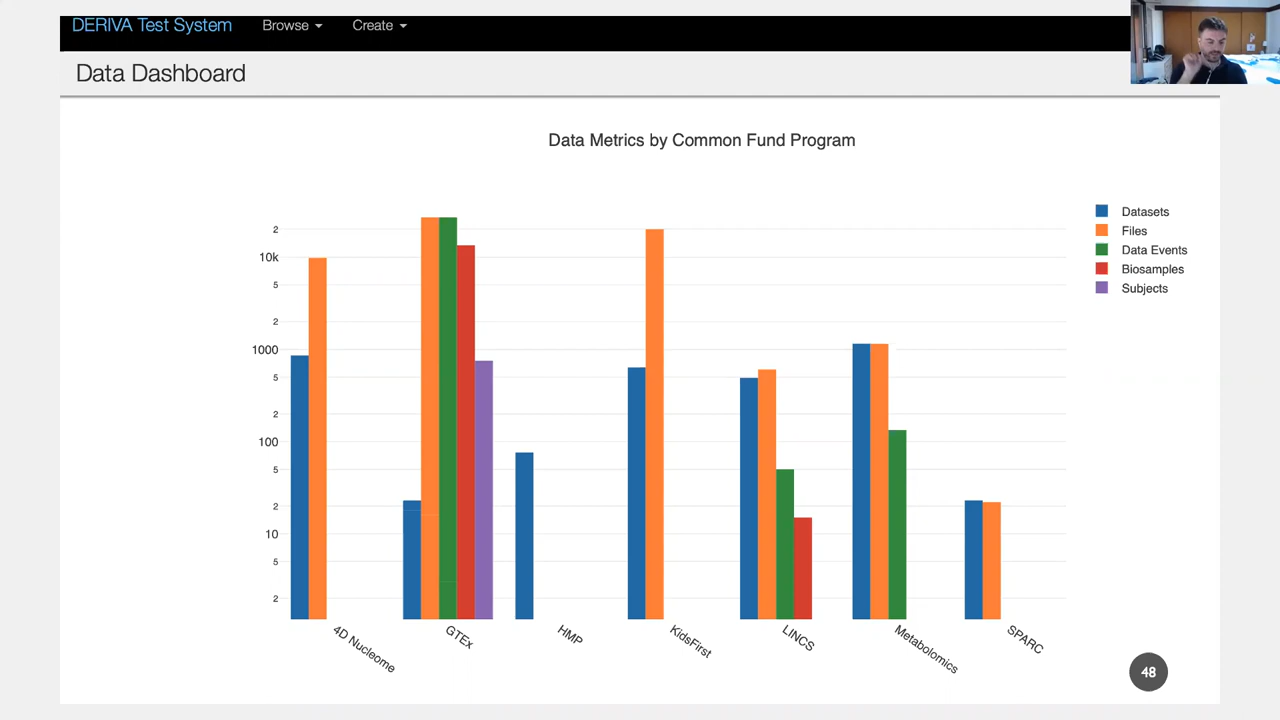 DERIVA Test System Browse Create
Data Dashboard
Data Metrics by Common Fund Program
Datasets
Files
Data Events
Biosamples
Subjects
2
10k
5
2
1000
5
2
100
5
2
10
5
2
4D Nucleome
GTEx
HMP
KidsFirst
LINCS
Metabolomics
SPARC
48